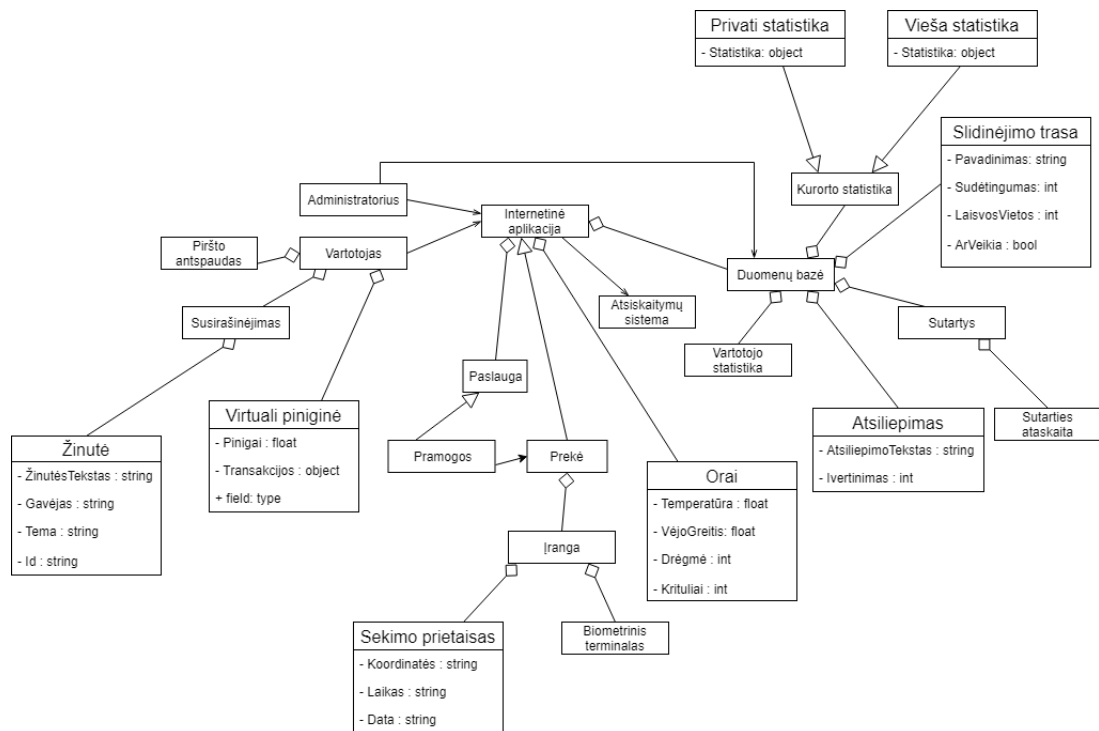 Privati statistika
- Statistika: object
Vieša statistika
- Statistika: object
Slidinėjimo trasa
- Pavadinimas: string
- Sudėtingumas: int
- LaisvosVietos : int
- ArVeikia : bool
Kurorto statistika
Administratorius
Internetinė
aplikacija
Piršto
antspaudas
Vartotojas
Duomenų bazė
Susirašinėjimas
Atsiskaitymų
sistema
Sutartys
Vartotojo
statistika
Paslauga
Virtuali piniginė
- Pinigai : float
- Transakcijos : object
+ field: type
Atsiliepimas
- AtsiliepimoTekstas : string
- Ivertinimas : int
Sutarties
ataskaita
Žinutė
- ŽinutėsTekstas : string
- Gavėjas : string
- Tema : string
- Id : string
Pramogos
Prekė
Orai
- Temperatūra : float
- VėjoGreitis: float
- Drėgmė : int
- Krituliai : int
Įranga
Sekimo prietaisas
- Koordinatės : string
- Laikas : string
- Data : string
Biometrinis
terminalas